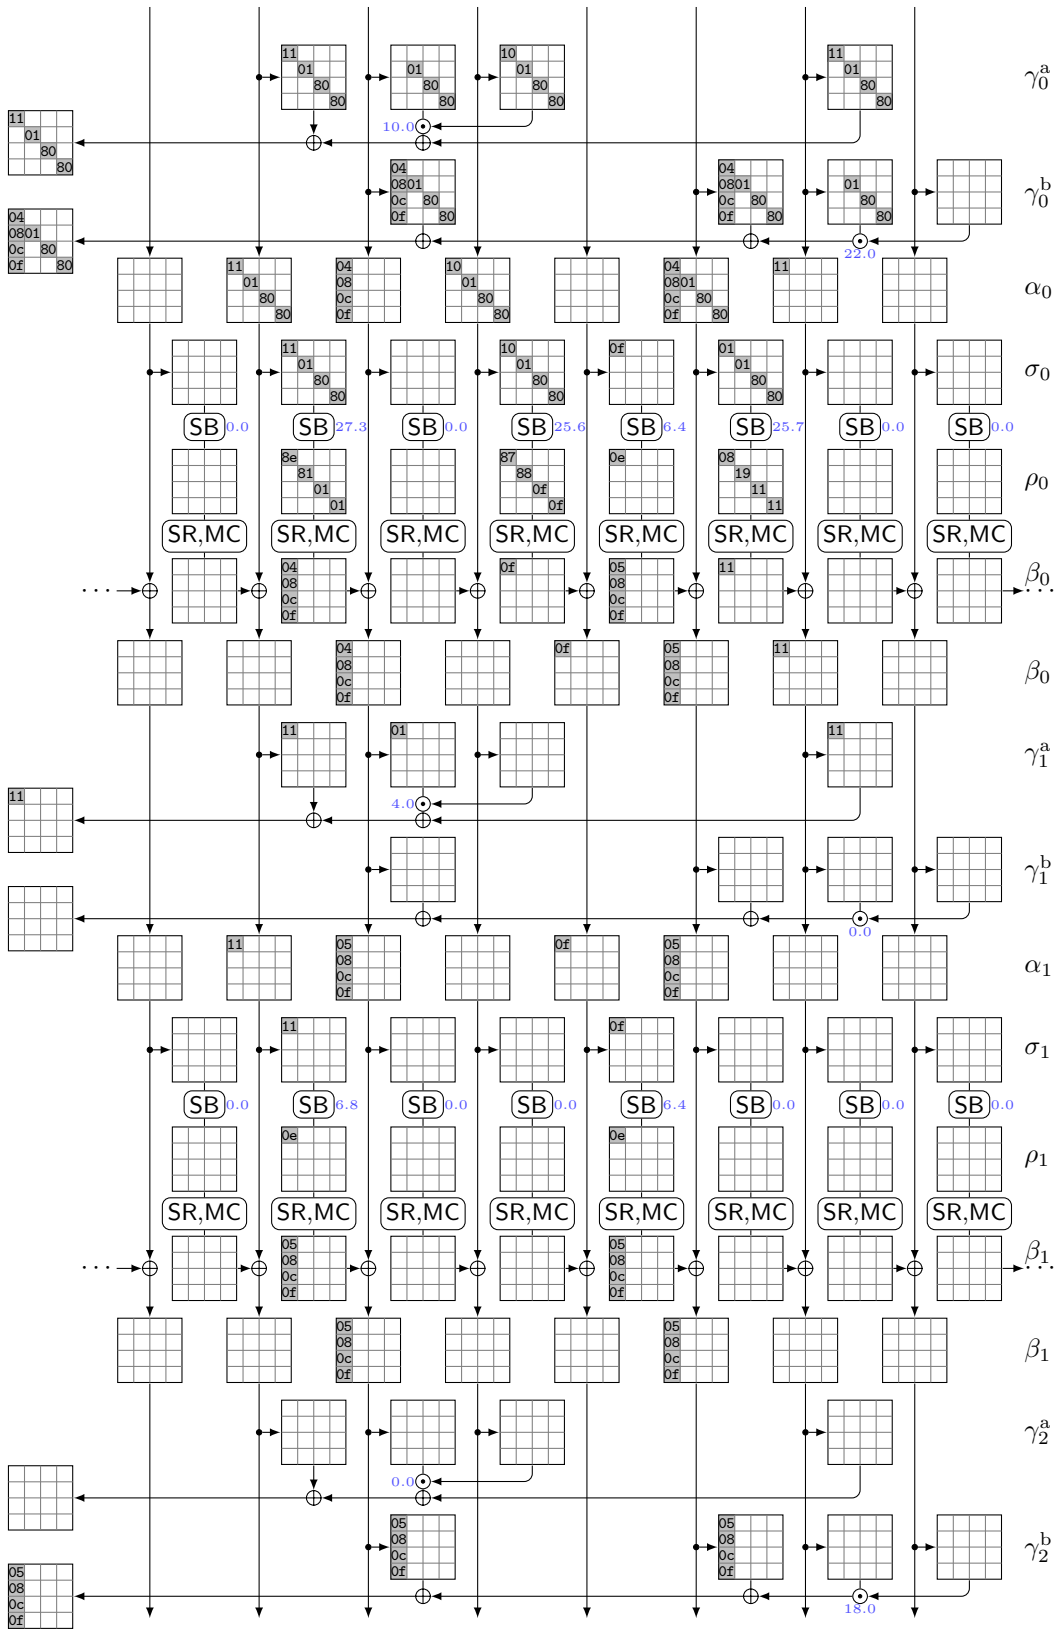 11 11 10 11
01 01 01 01 γ₀ᵃ
80 80 80 80
80 80 80 80
11 10.0
01
80
80
04 04
0801 0801 01 γ₀ᵇ
0c 80 0c 80 80
0f 80 0f 80 80
04
0801
0c 80
0f 80
22.0
11 04 10 04 11
01 08 01 0801 α₀
80 0c 80 0c 80
80 0f 80 0f 80
11 10 0f 01
01 01 01 σ₀
80 80 80
80 80 80
SB 0.0 SB 27.3 SB 0.0 SB 25.6 SB 6.4 SB 25.7 SB 0.0 SB 0.0
8e 87 0e 08
81 88 19 ρ₀
01 0f 11
01 0f 11
SR,MC SR,MC SR,MC SR,MC SR,MC SR,MC SR,MC SR,MC
04 0f 05 11
08 08 β₀
··· 0c 0c ···
0f 0f
04 0f 05 11
08 08 β₀
0c 0c
0f 0f
11 01 11
γ₁ᵃ
11 4.0
γ₁ᵇ
0.0
11 05 0f 05
08 08 α₁
0c 0c
0f 0f
11 0f
σ₁
SB 0.0 SB 6.8 SB 0.0 SB 0.0 SB 6.4 SB 0.0 SB 0.0 SB 0.0
0e 0e
ρ₁
SR,MC SR,MC SR,MC SR,MC SR,MC SR,MC SR,MC SR,MC
05 05
08 08 β₁
··· 0c 0c ···
0f 0f
05 05
08 08
0c 0c β₁
0f 0f
γ₂ᵃ
0.0
05 05
08 08 γ₂ᵇ
0c 0c
0f 0f
05
08
0c
0f
18.0